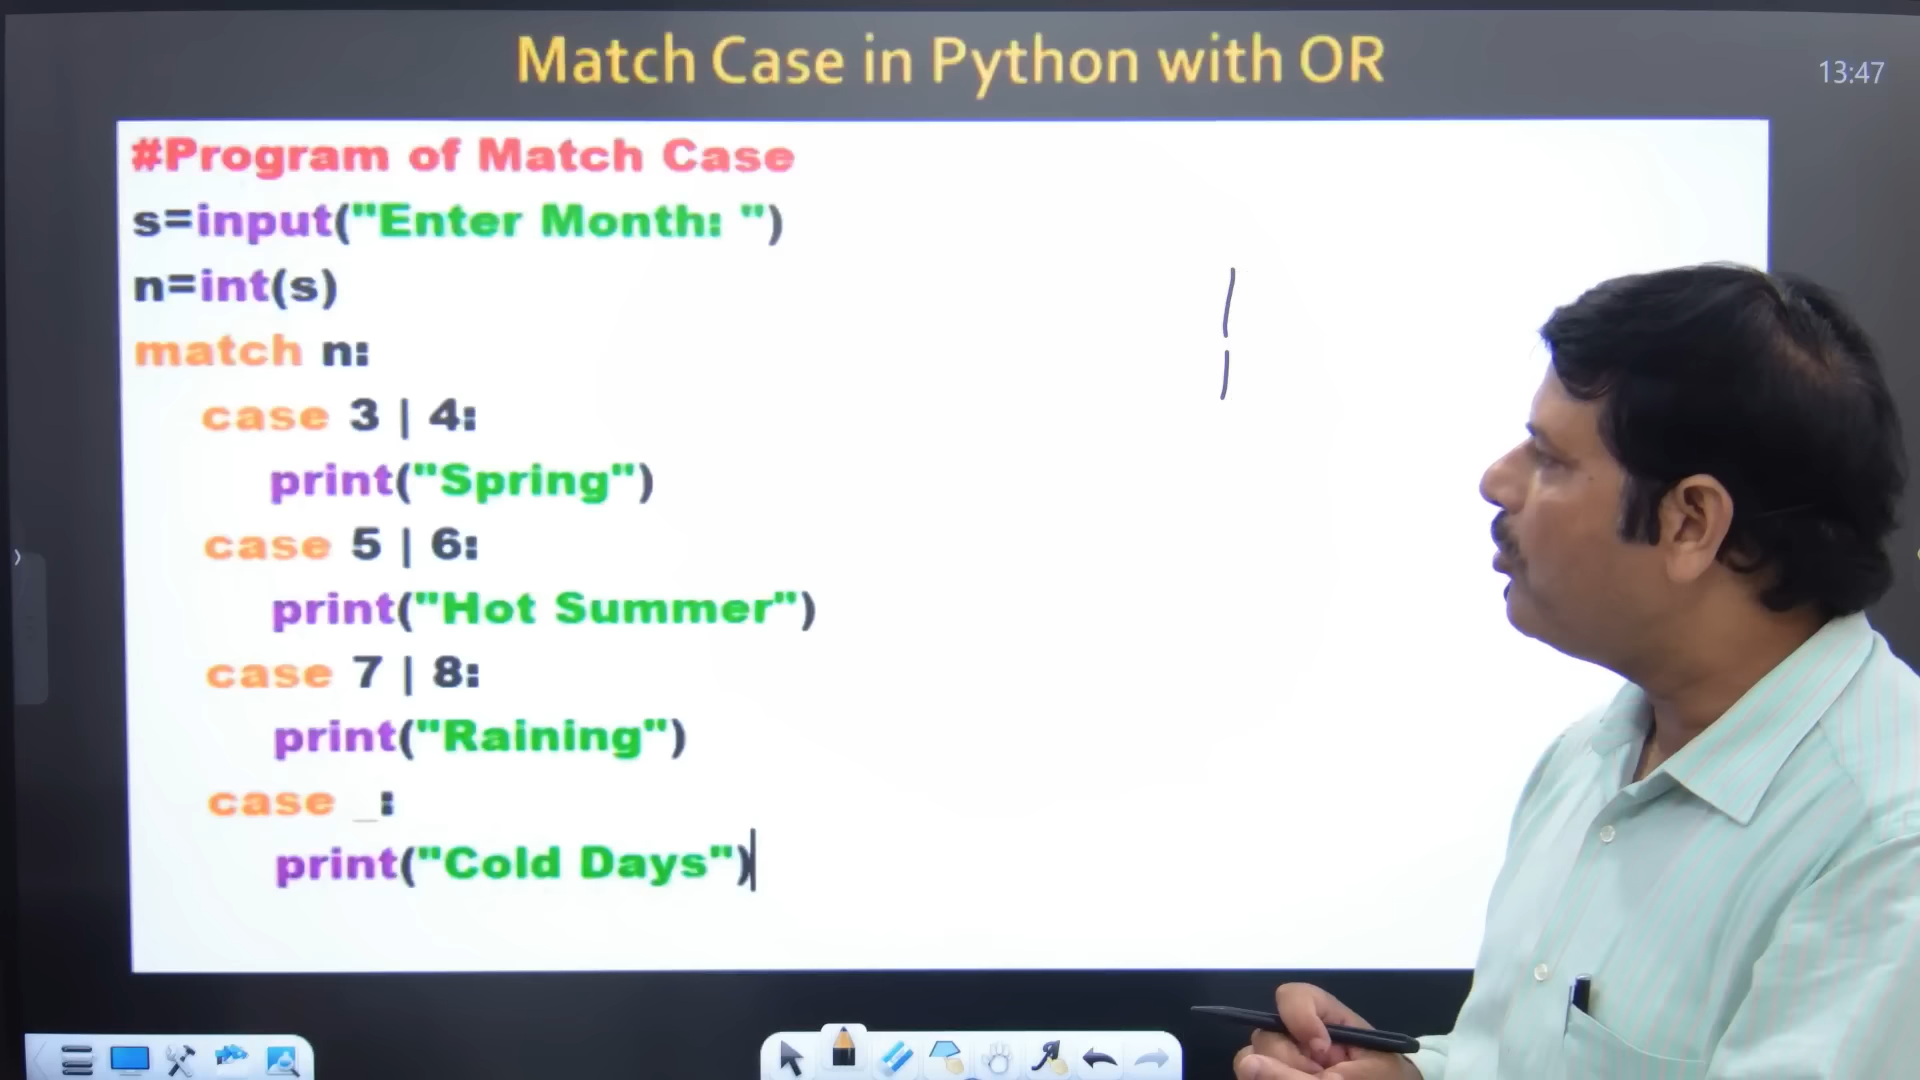 Match Case in Python with OR
13:47
#Program of Match Case
s=input("Enter Month: ")
n=int(s)
match n:
case 3 | 4:
print("Spring")
case 5 | 6:
print("Hot Summer")
case 7 | 8:
print("Raining")
case _:
print("Cold Days")